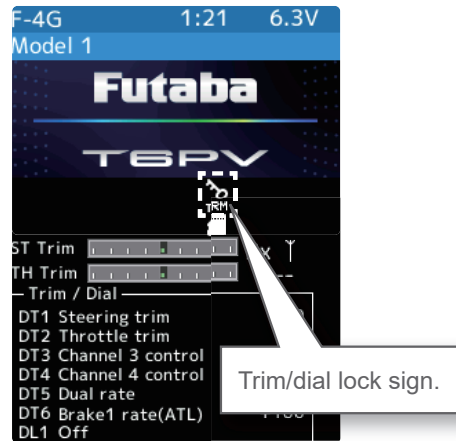 F-4G 1:21 6.3V
Model 1
Futaba
T6PV
ST Trim
TH Trim
Trim / Dial
DT1 Steering trim
DT2 Throttle trim
DT3 Channel 3 control
DT4 Channel 4 control
DT5 Dual rate
DT6 Brake1 rate(ATL)
DL1 Off
Trim/dial lock sign.